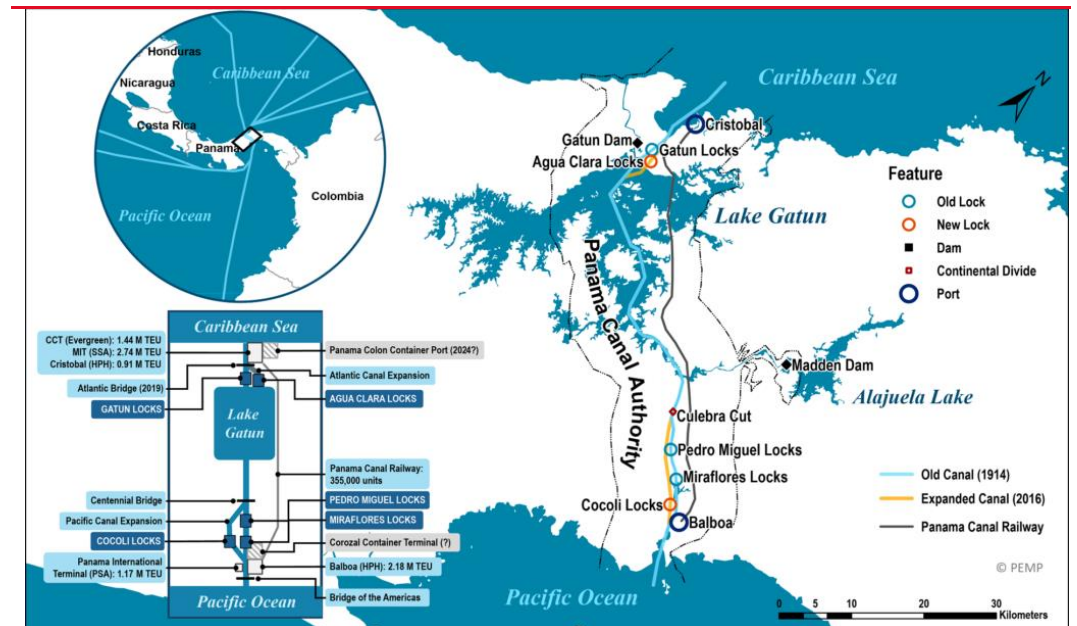 Honduras
Caribbean Sea
Nicaragua
Costa Rica
Panama
Colombia
Pacific Ocean
Caribbean Sea
N
Cristobal
Gatun Dam
Gatun Locks
Agua Clara Locks
Lake Gatun
Panama Canal Authority
Madden Dam
Alajuela Lake
Culebra Cut
Pedro Miguel Locks
Miraflores Locks
Cocoli Locks
Balboa
Pacific Ocean
Feature
Old Lock
New Lock
Dam
Continental Divide
Port
Old Canal (1914)
Expanded Canal (2016)
Panama Canal Railway
© PEMP
0 5 10 20 30
Kilometers
Caribbean Sea
CCT (Evergreen): 1.44 M TEU
MIT (SSA): 2.74 M TEU
Cristobal (HPH): 0.91 M TEU
Atlantic Bridge (2019)
GATUN LOCKS
Lake
Gatun
Centennial Bridge
Pacific Canal Expansion
COCOLI LOCKS
Panama International
Terminal (PSA): 1.17 M TEU
Panama Colon Container Port (2024?)
Atlantic Canal Expansion
AGUA CLARA LOCKS
Panama Canal Railway:
355,000 units
PEDRO MIGUEL LOCKS
MIRAFLORES LOCKS
Corozal Container Terminal (?)
Balboa (HPH): 2.18 M TEU
Bridge of the Americas
Pacific Ocean